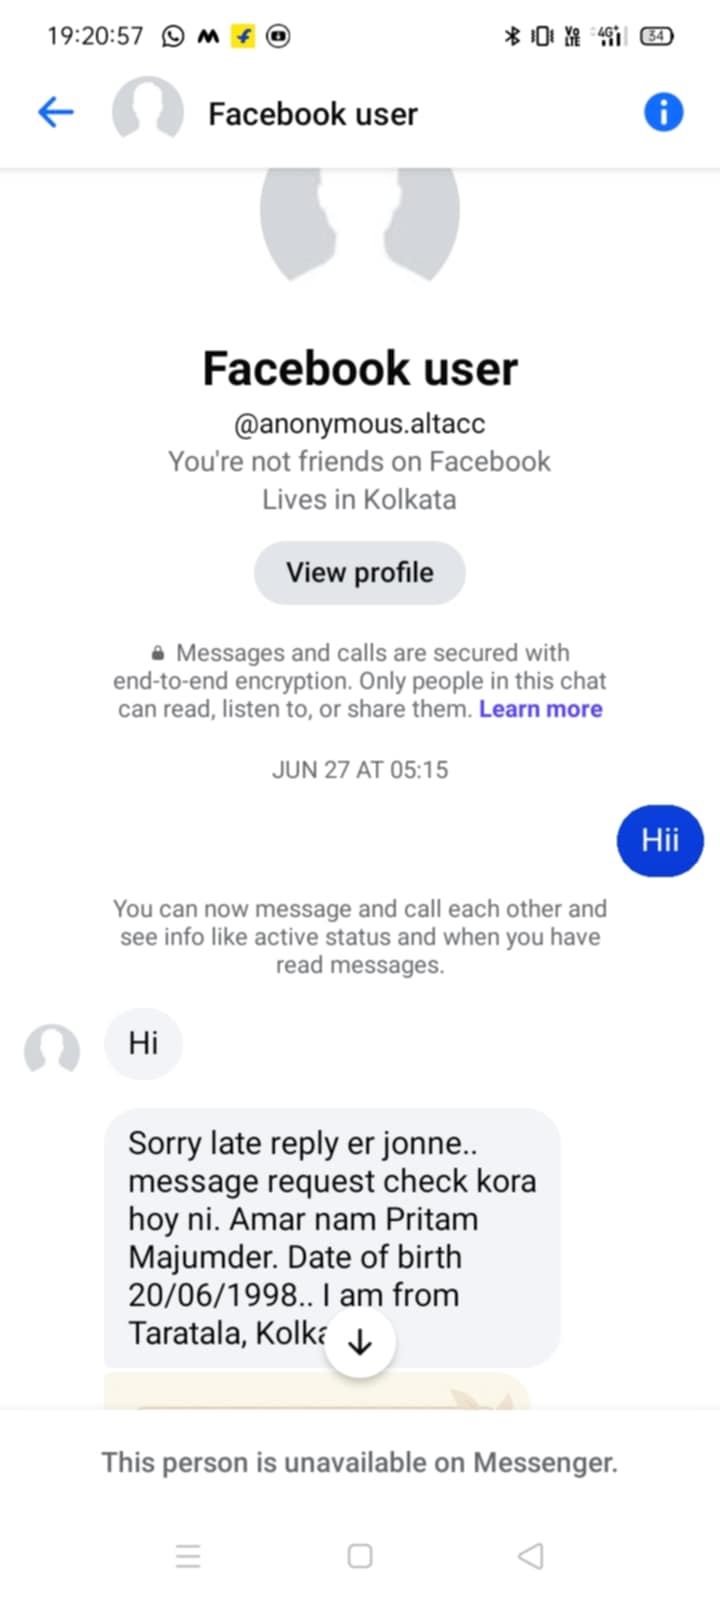 19:20:57
4G+
34
Facebook user
Facebook user
@anonymous.altacc
You're not friends on Facebook
Lives in Kolkata
View profile
Messages and calls are secured with
end-to-end encryption. Only people in this chat
can read, listen to, or share them. Learn more
JUN 27 AT 05:15
Hii
You can now message and call each other and
see info like active status and when you have
read messages.
Hi
Sorry late reply er jonne..
message request check kora
hoy ni. Amar nam Pritam
Majumder. Date of birth
20/06/1998.. I am from
Taratala,
This person is unavailable on Messenger.